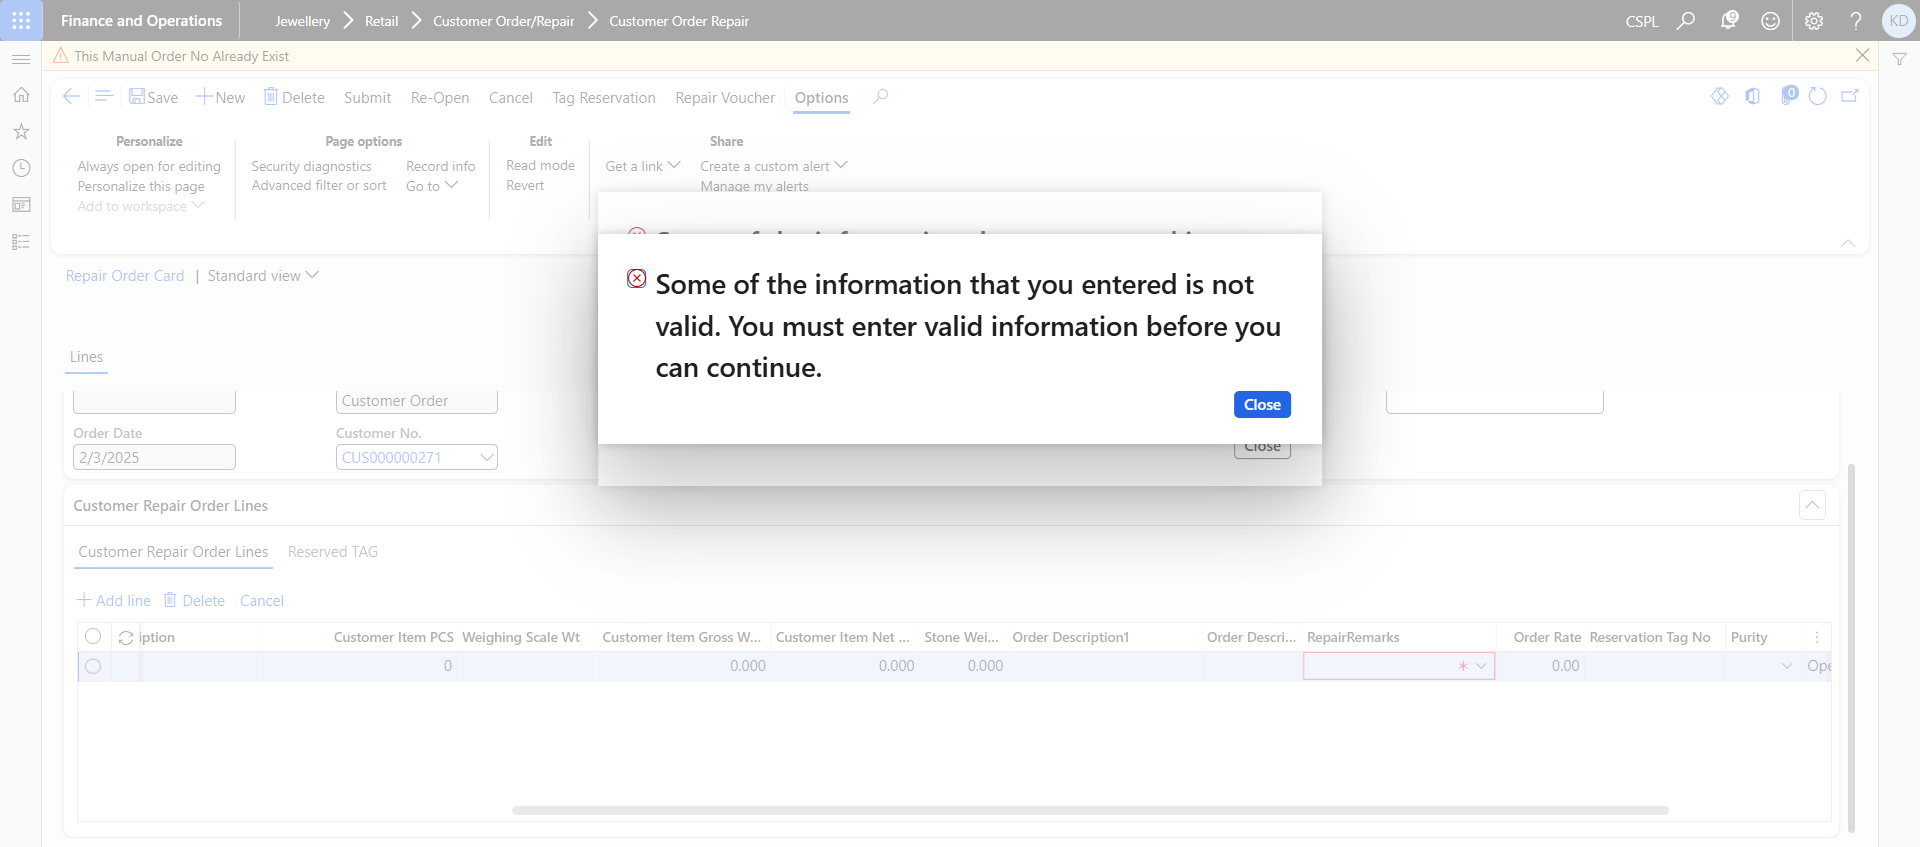 Finance and Operations
Jewellery Retail Customer Order/Repair Customer Order Repair
CSPL
9
KD
This Manual Order No Already Exist
Save New Delete Submit Re-Open Cancel Tag Reservation Repair Voucher Options
0
Personalize
Always open for editing
Personalize this page
Add to workspace
Page options
Security diagnostics Record info
Advanced filter or sort Go to
Edit
Read mode
Revert
Share
Get a link Create a custom alert
Manage my alerts
Repair Order Card | Standard view
Some of the information that you entered is not
valid. You must enter valid information before you
can continue.
Close
Close
Lines
Customer Order
Order Date Customer No.
2/3/2025 CUS000000271
Customer Repair Order Lines
Customer Repair Order Lines Reserved TAG
Add line Delete Cancel
iption Customer Item PCS Weighing Scale Wt Customer Item Gross W... Customer Item Net ... Stone Wei... Order Description1 Order Descri... RepairRemarks Order Rate Reservation Tag No Purity
0 0.000 0.000 0.000 * 0.00 Ope